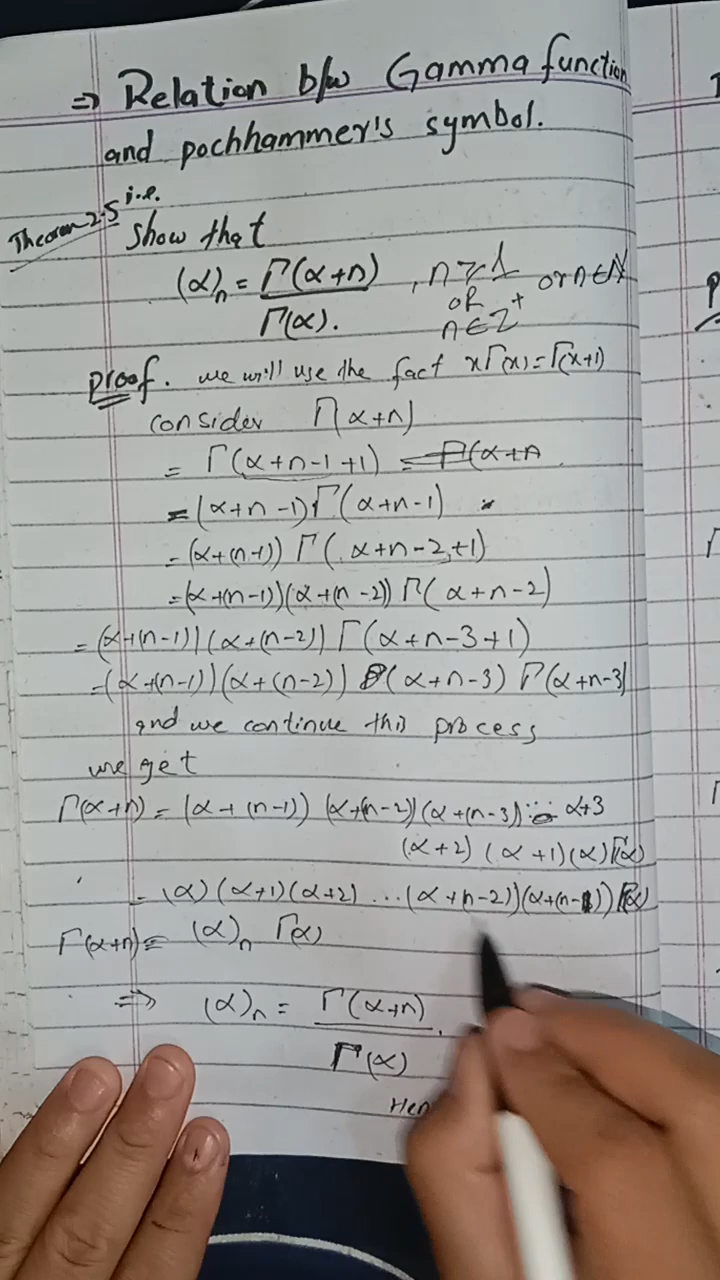 ⇒ Relation b/w Gamma function
and pochhammer's symbol.
Theorem 2.5 i.e.
show that
(α)ₙ = Γ(α+n) / Γ(α). , n ≥ 1 or n ∈ Z⁺ or n ∈ N
Proof. we will use the fact xΓ(x) = Γ(x+1)
consider Γ(α+n)
= Γ(α+n-1+1) = Γ(α+n
= (α+n-1)Γ(α+n-1)
= (α+(n-1)) Γ(α+n-2+1)
= (α+(n-1))(α+(n-2)) Γ(α+n-2)
= (α+(n-1))(α+(n-2)) Γ(α+n-3+1)
= (α+(n-1))(α+(n-2)) (α+n-3) Γ(α+n-3)
and we continue this process
we get
Γ(α+n) = (α+(n-1)) (α+(n-2)) (α+(n-3) ... α+3
(α+2) (α+1)(α)Γ(α)
= (α)(α+1)(α+2) ...(α+n-2))(α+(n-1)) Γ(α)
Γ(α+n) = (α)ₙ Γ(α)
⇒ (α)ₙ = Γ(α+n) / Γ(α) .
Hen